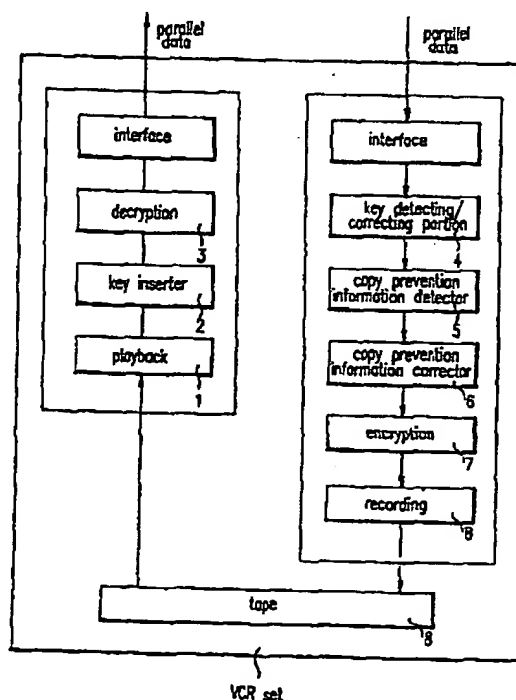 parallel
data
interface
decryption
3
key inserter
2
playback
1
parallel
data
interface
key detecting/
correcting portion
4
copy prevention
information detector
5
copy prevention
information corrector
6
encryption
7
recording
8
tape
8
VCR set